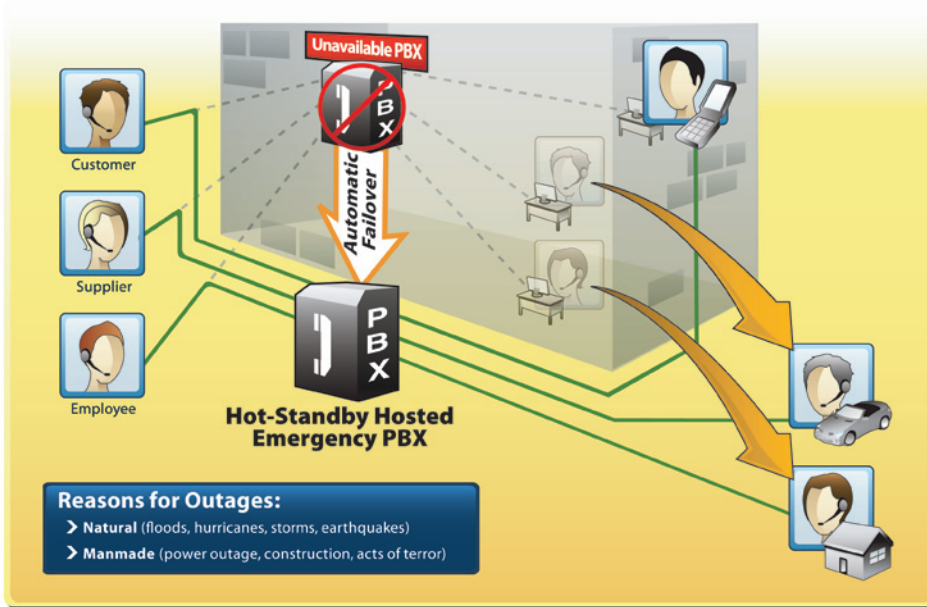 Unavailable PBX
PBX
Automatic
Failover
Customer
Supplier
Employee
PBX
Hot-Standby Hosted
Emergency PBX
Reasons for Outages:
❯ Natural (floods, hurricanes, storms, earthquakes)
❯ Manmade (power outage, construction, acts of terror)